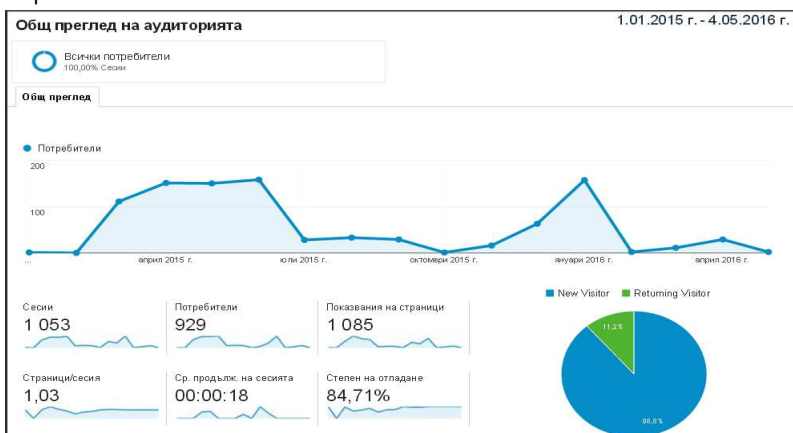 Общ преглед на аудиторията
1.01.2015 г. - 4.05.2016 г.
Всички потребители
100,00% Сесии
Общ преглед
Потребители
200
100
...
април 2015 г.
юли 2015 г.
октомври 2015 г.
януари 2016 г.
април 2016 г.
Сесии
1 053
Потребители
929
Показвания на страници
1 085
Страници/сесия
1,03
Ср. продълж. на сесията
00:00:18
Степен на отпадане
84,71%
New Visitor
Returning Visitor
11,2%
88,8%